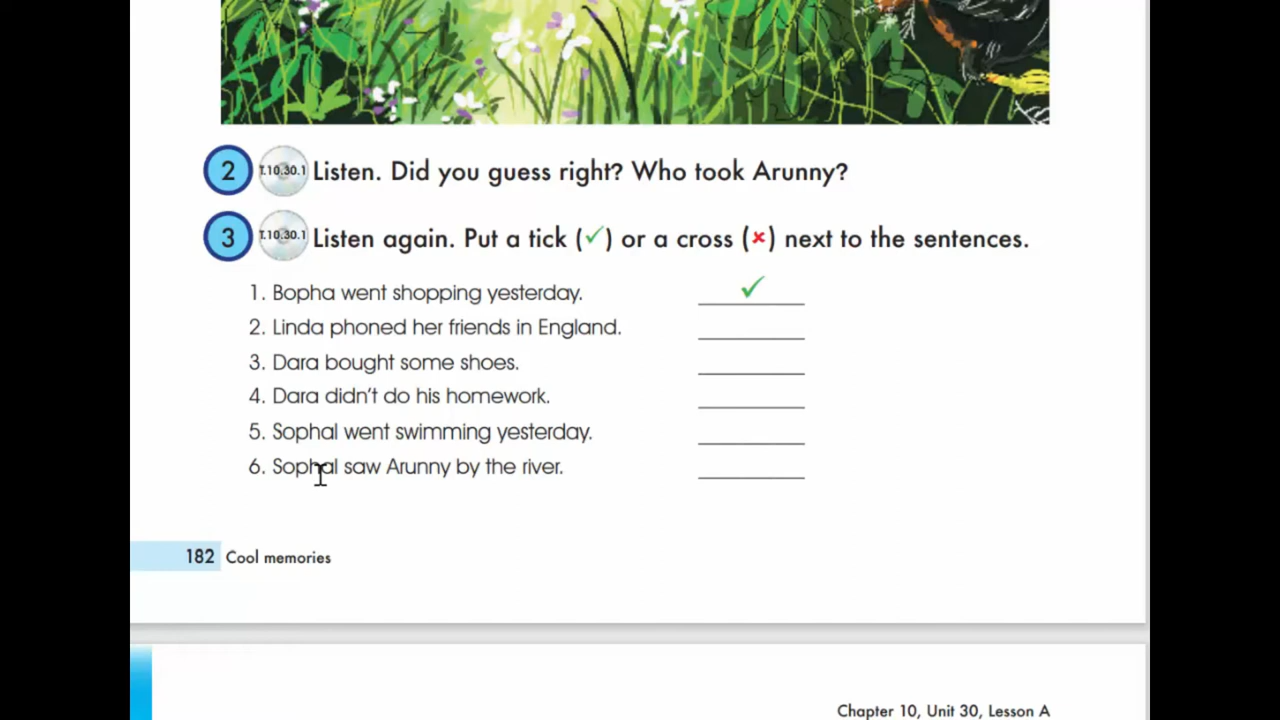 2 T.10.30.1 Listen. Did you guess right? Who took Arunny?
3 T.10.30.1 Listen again. Put a tick (✓) or a cross (✗) next to the sentences.
1. Bopha went shopping yesterday. ✓
2. Linda phoned her friends in England.
3. Dara bought some shoes.
4. Dara didn't do his homework.
5. Sophal went swimming yesterday.
6. Sophal saw Arunny by the river.
182 Cool memories
Chapter 10, Unit 30, Lesson A